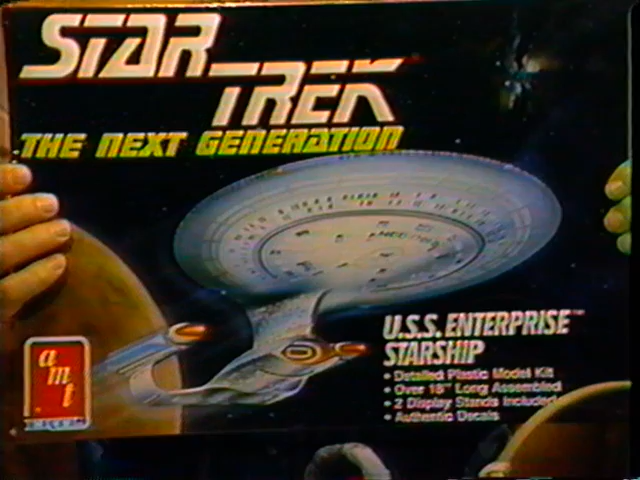 STAR
TREK
THE NEXT GENERATION
U.S.S. ENTERPRISE™
STARSHIP
• Detailed Plastic Model Kit
• Over 18" Long Assembled
• 2 Display Stands Included
• Authentic Decals
amt